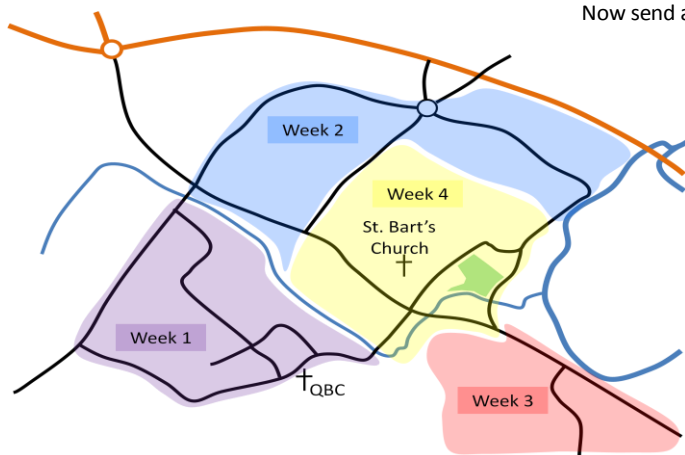 Now send a
Week 2
Week 4
St. Bart's
Church
Week 1
QBC
Week 3